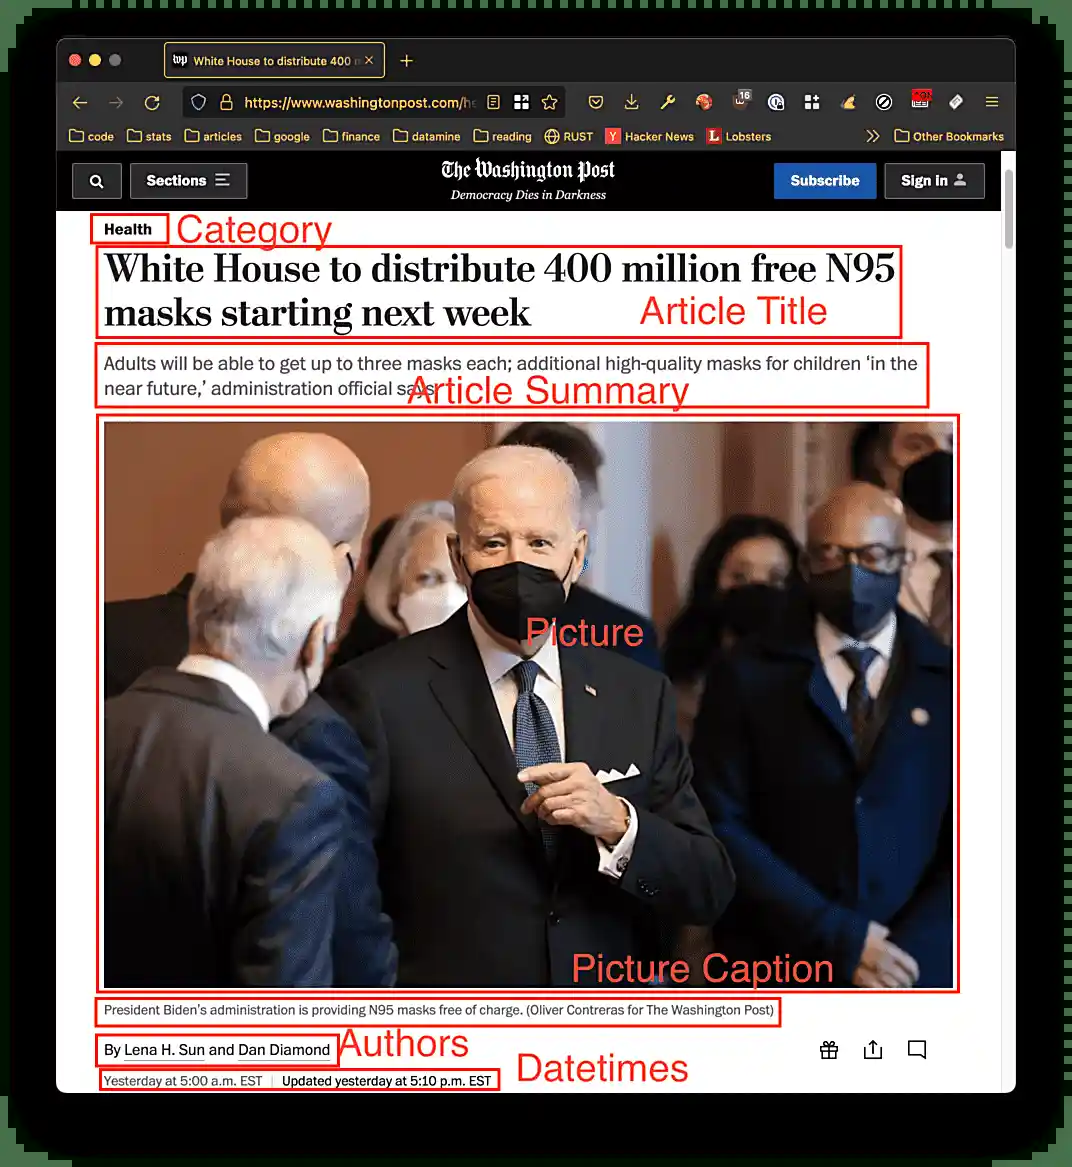 White House to distribute 400
https://www.washingtonpost.com/he
16
code stats articles google finance datamine reading RUST Y Hacker News L Lobsters Other Bookmarks
Sections
The Washington Post
Democracy Dies in Darkness
Subscribe
Sign in
Health Category
White House to distribute 400 million free N95
masks starting next week
Article Title
Adults will be able to get up to three masks each; additional high-quality masks for children ‘in the
near future,’ administration official says
Article Summary
Picture
Picture Caption
President Biden’s administration is providing N95 masks free of charge. (Oliver Contreras for The Washington Post)
By Lena H. Sun and Dan Diamond
Authors
Yesterday at 5:00 a.m. EST | Updated yesterday at 5:10 p.m. EST
Datetimes